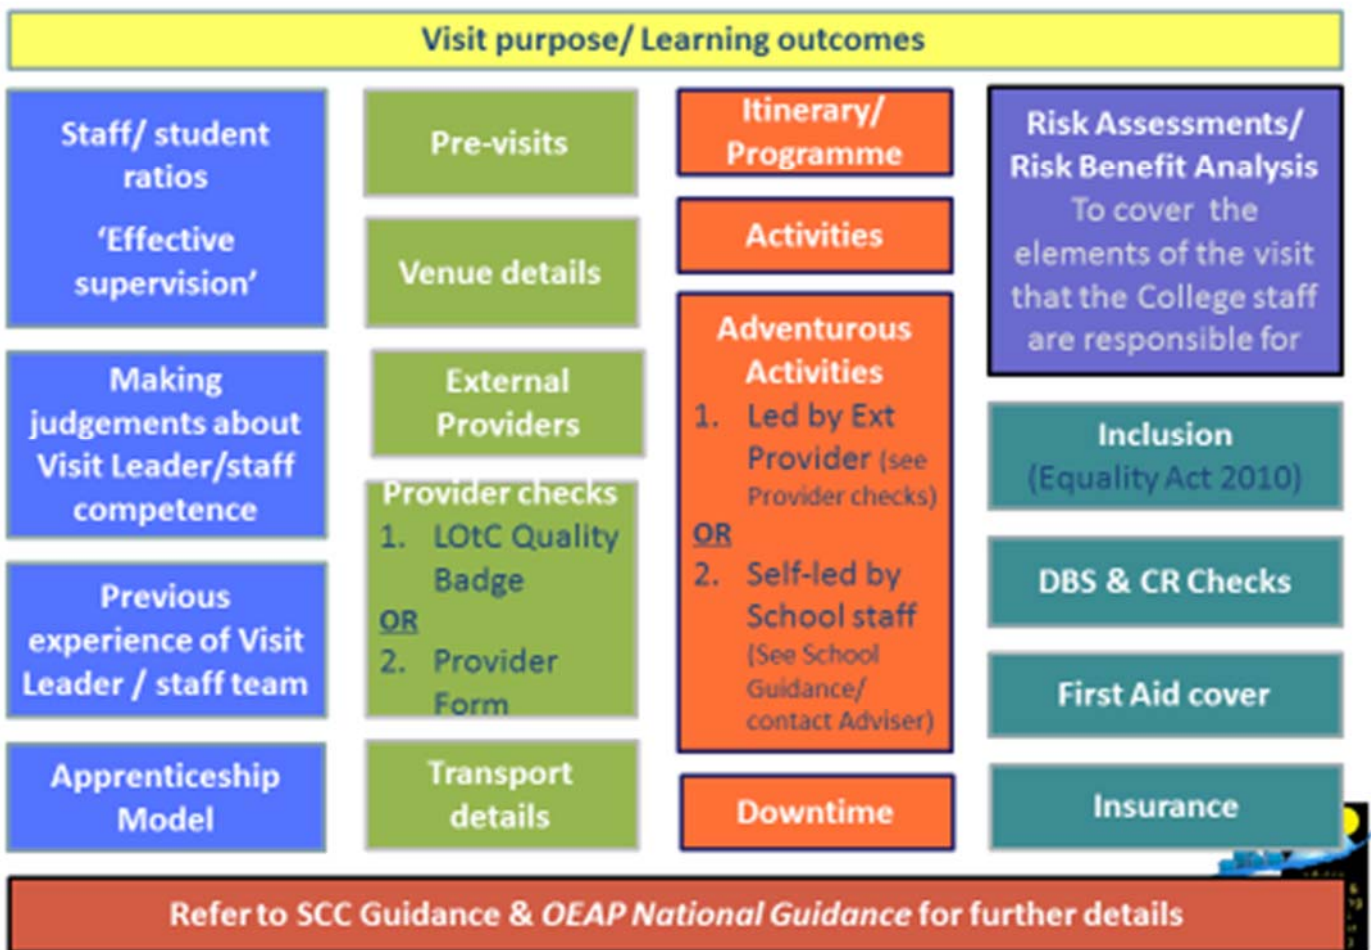 Visit purpose/ Learning outcomes
Staff/ student
ratios
‘Effective
supervision’
Making
judgements about
Visit Leader/staff
competence
Previous
experience of Visit
Leader / staff team
Apprenticeship
Model
Pre-visits
Venue details
External
Providers
Provider checks
1. LOtC Quality
Badge
OR
2. Provider
Form
Transport
details
Itinerary/
Programme
Activities
Adventurous
Activities
1. Led by Ext
Provider (see
Provider checks)
OR
2. Self-led by
School staff
(See School
Guidance/
contact Adviser)
Downtime
Risk Assessments/
Risk Benefit Analysis
To cover the
elements of the visit
that the College staff
are responsible for
Inclusion
(Equality Act 2010)
DBS & CR Checks
First Aid cover
Insurance
Refer to SCC Guidance & OEAP National Guidance for further details